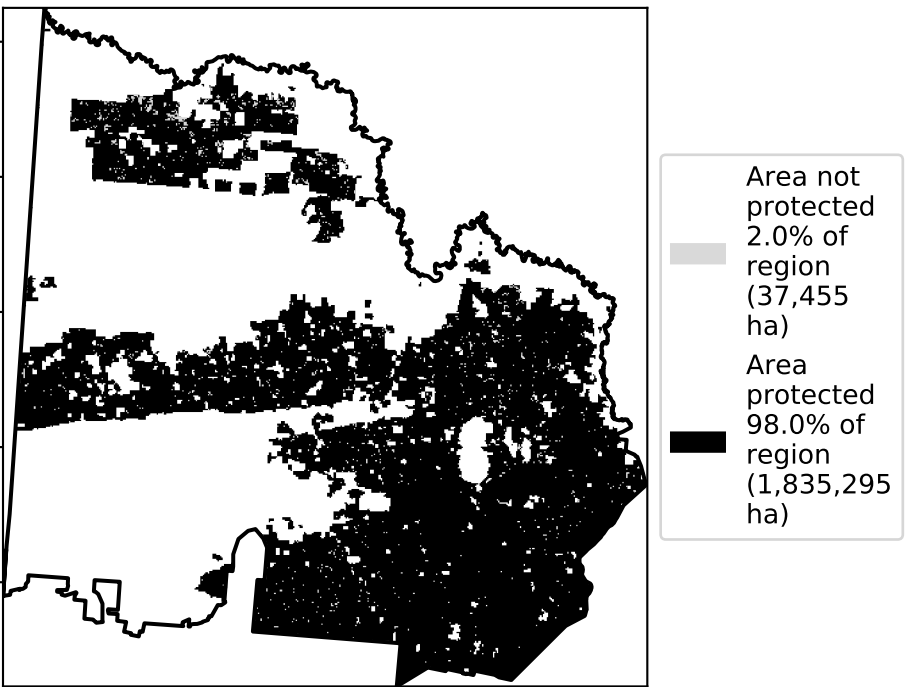 Area not
protected
2.0% of
region
(37,455
ha)
Area
protected
98.0% of
region
(1,835,295
ha)